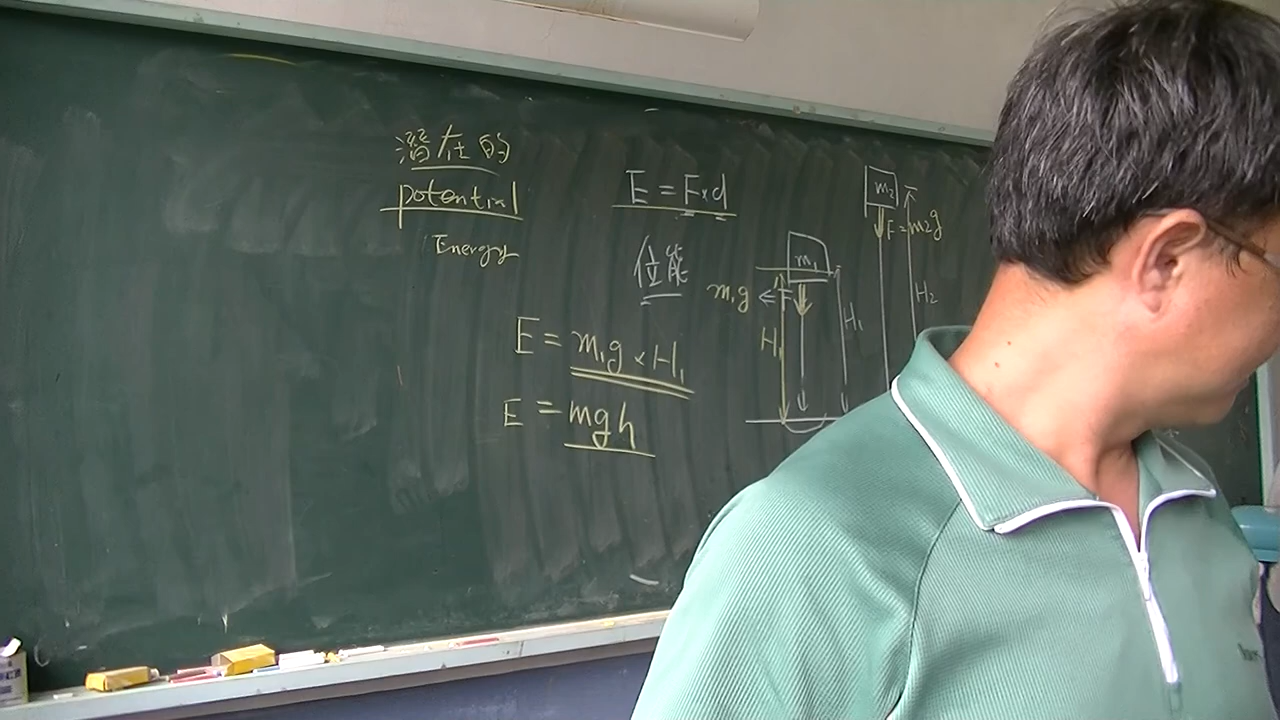 潛在的
potential
Energy
E = F×d
位能
E = m₁g × H₁
E = mgh
m₁
m₁g ⇐ F
H₁
H₁
m₂
F = m₂g
H₂